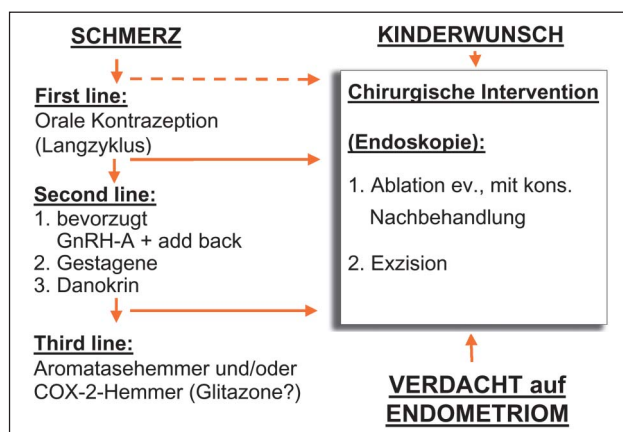 SCHMERZ
First line:
Orale Kontrazeption
(Langzyklus)
Second line:
1. bevorzugt
GnRH-A + add back
2. Gestagene
3. Danokrin
Third line:
Aromatasehemmer und/oder
COX-2-Hemmer (Glitazone?)
KINDERWUNSCH
Chirurgische Intervention
(Endoskopie):
1. Ablation ev., mit kons.
Nachbehandlung
2. Exzision
VERDACHT auf
ENDOMETRIOM